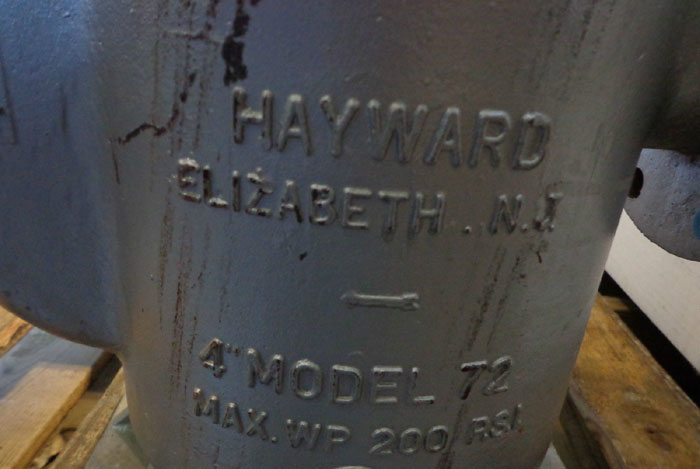 HAYWARD
ELIZABETH. N.J.
4" MODEL 72
MAX. WP 200 PSI.